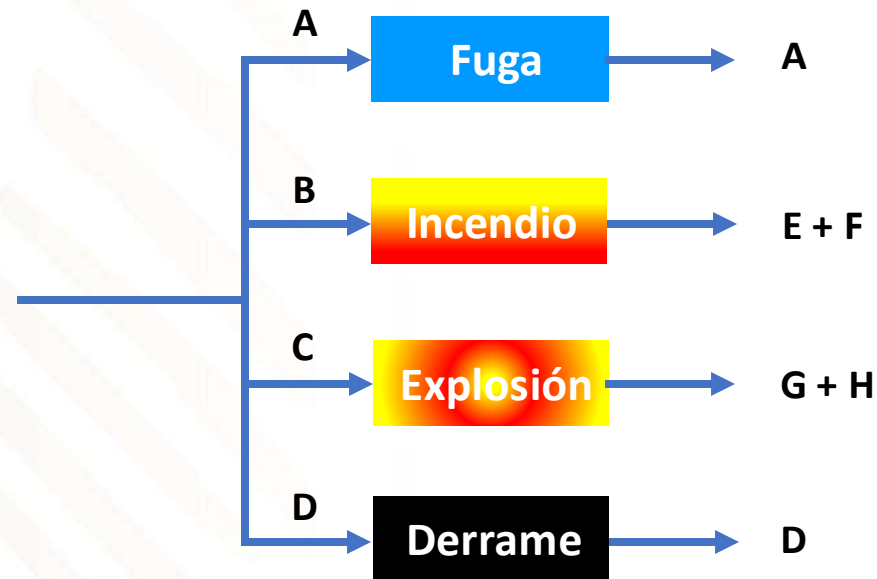 A
Fuga
A
B
Incendio
E + F
C
Explosión
G + H
D
Derrame
D